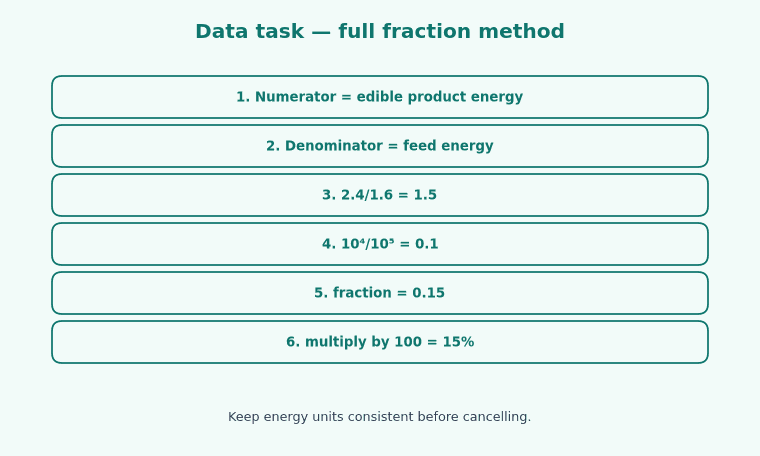 Data task — full fraction method
1. Numerator = edible product energy
2. Denominator = feed energy
3. 2.4/1.6 = 1.5
4. 10⁴/10⁵ = 0.1
5. fraction = 0.15
6. multiply by 100 = 15%
Keep energy units consistent before cancelling.